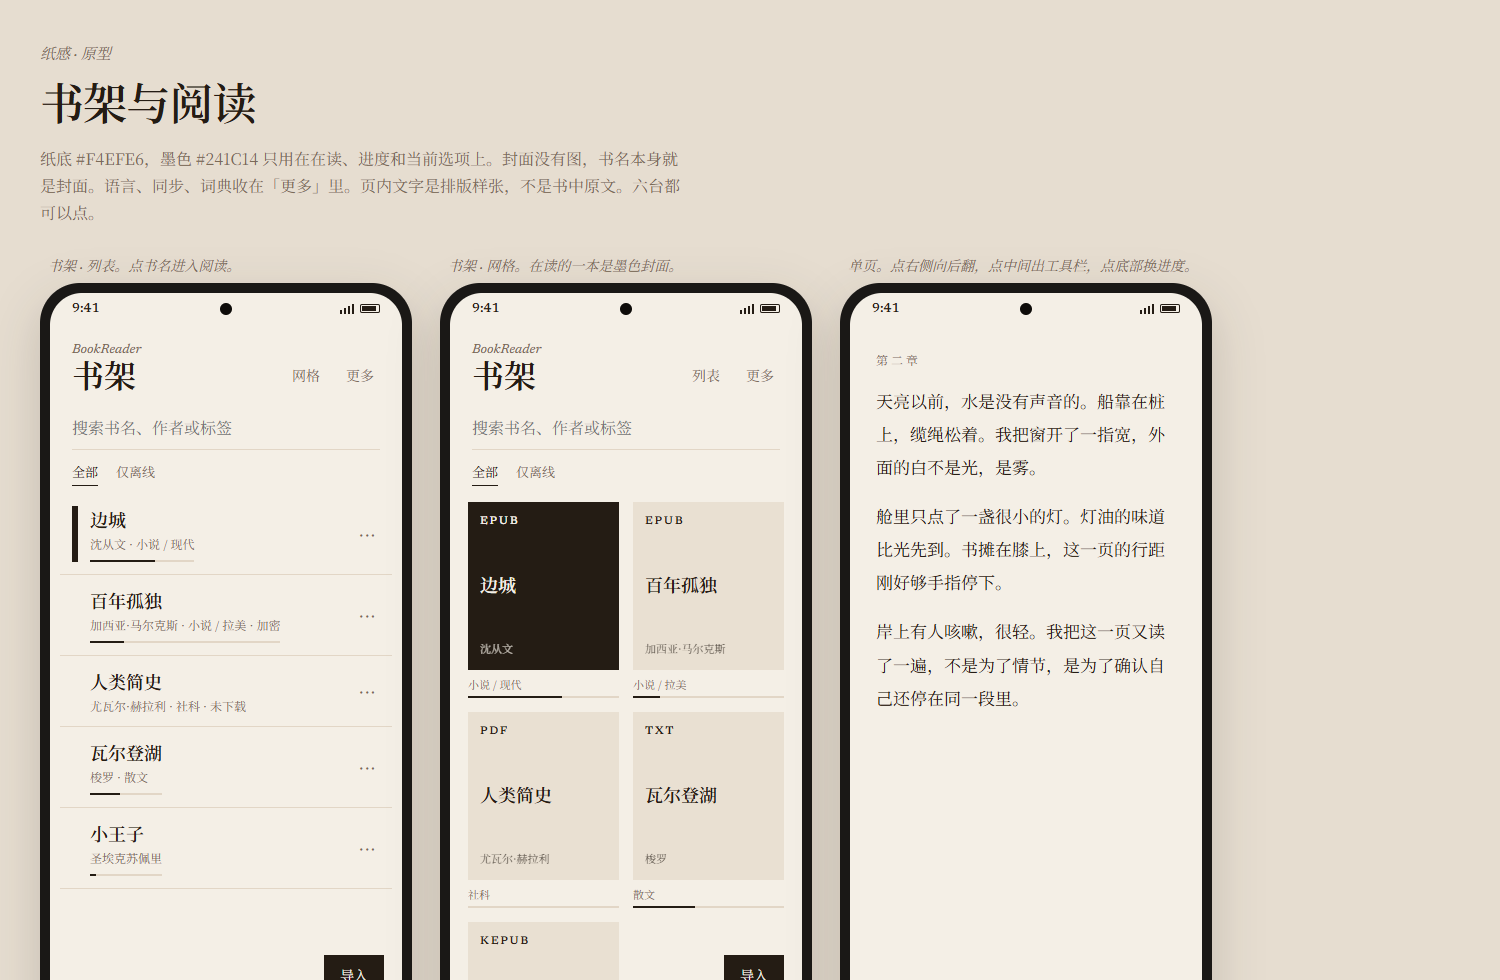 纸感 · 原型
书架与阅读
纸底 #F4EFE6，墨色 #241C14 只用在在读、进度和当前选项上。封面没有图，书名本身就
是封面。语言、同步、词典收在「更多」里。页内文字是排版样张，不是书中原文。六台都
可以点。
书架 · 列表。点书名进入阅读。
9:41
BookReader
书架
网格 更多
搜索书名、作者或标签
全部 仅离线
边城
沈从文 · 小说 / 现代
...
百年孤独
加西亚·马尔克斯 · 小说 / 拉美 · 加密
...
人类简史
尤瓦尔·赫拉利 · 社科 · 未下载
...
瓦尔登湖
梭罗 · 散文
...
小王子
圣埃克苏佩里
...
导入
书架 · 网格。在读的一本是墨色封面。
9:41
BookReader
书架
列表 更多
搜索书名、作者或标签
全部 仅离线
EPUB
边城
沈从文
小说 / 现代
EPUB
百年孤独
加西亚·马尔克斯
小说 / 拉美
PDF
人类简史
尤瓦尔·赫拉利
社科
TXT
瓦尔登湖
梭罗
散文
KEPUB
导入
单页。点右侧向后翻，点中间出工具栏，点底部换进度。
9:41
第二章
天亮以前，水是没有声音的。船靠在桩
上，缆绳松着。我把窗开了一指宽，外
面的白不是光，是雾。
舱里只点了一盏很小的灯。灯油的味道
比光先到。书摊在膝上，这一页的行距
刚好够手指停下。
岸上有人咳嗽，很轻。我把这一页又读
了一遍，不是为了情节，是为了确认自
己还停在同一段里。